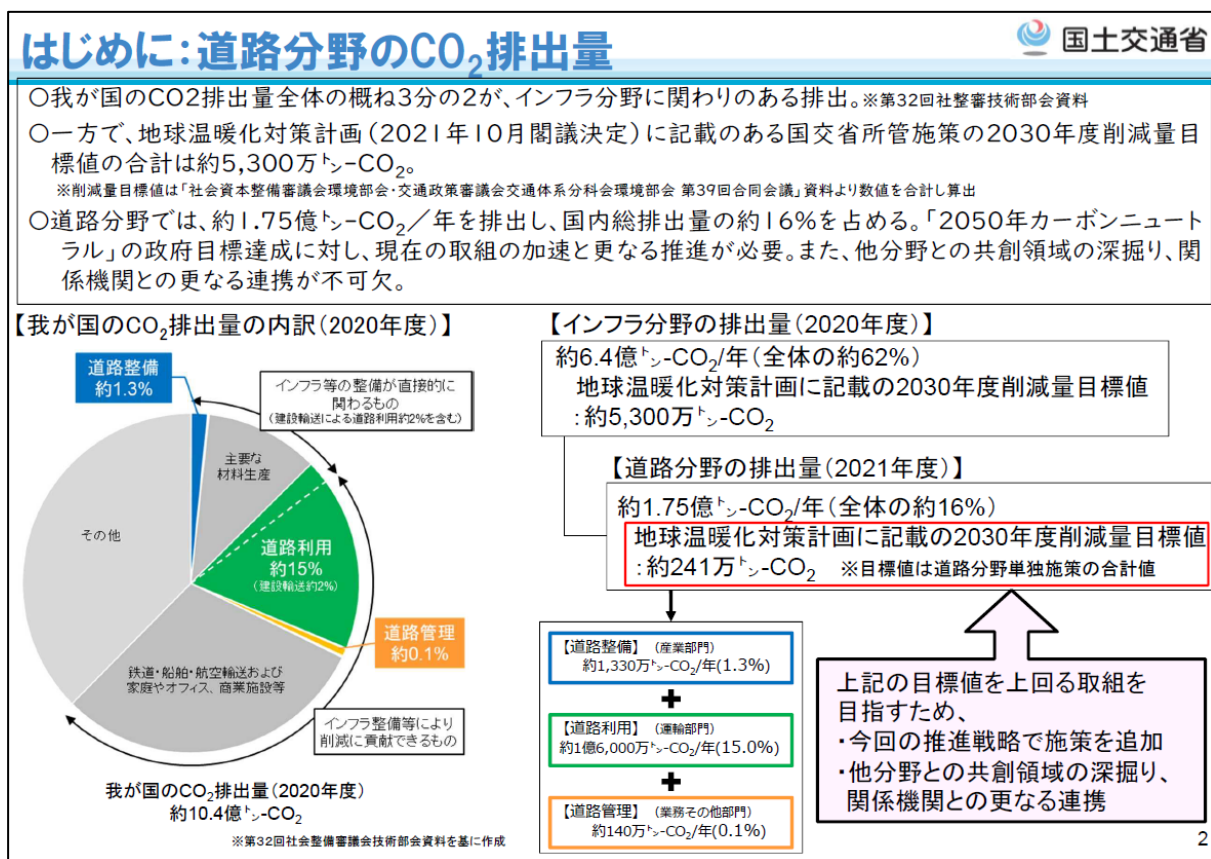 はじめに：道路分野のCO₂排出量
国土交通省
○我が国のCO2排出量全体の概ね3分の2が、インフラ分野に関わりのある排出。※第32回社整審技術部会資料
○一方で、地球温暖化対策計画（2021年10月閣議決定）に記載のある国交省所管施策の2030年度削減量目
標値の合計は約5,300万㌧-CO₂。
※削減量目標値は「社会資本整備審議会環境部会・交通政策審議会交通体系分科会環境部会 第39回合同会議」資料より数値を合計し算出
○道路分野では、約1.75億㌧-CO₂／年を排出し、国内総排出量の約16%を占める。「2050年カーボンニュート
ラル」の政府目標達成に対し、現在の取組の加速と更なる推進が必要。また、他分野との共創領域の深掘り、関
係機関との更なる連携が不可欠。
【我が国のCO₂排出量の内訳（2020年度）】
道路整備
約1.3%
インフラ等の整備が直接的に
関わるもの
（建設輸送による道路利用約2%を含む）
主要な
材料生産
その他
道路利用
約15%
（建設輸送約2%）
道路管理
約0.1%
鉄道・船舶・航空輸送および
家庭やオフィス、商業施設等
インフラ整備等により
削減に貢献できるもの
我が国のCO₂排出量（2020年度）
約10.4億㌧-CO₂
※第32回社会整備審議会技術部会資料を基に作成
【インフラ分野の排出量（2020年度）】
約6.4億㌧-CO₂/年（全体の約62%）
地球温暖化対策計画に記載の2030年度削減量目標値
：約5,300万㌧-CO₂
【道路分野の排出量（2021年度）】
約1.75億㌧-CO₂/年（全体の約16%）
地球温暖化対策計画に記載の2030年度削減量目標値
：約241万㌧-CO₂ ※目標値は道路分野単独施策の合計値
【道路整備】（産業部門）
約1,330万㌧-CO₂/年(1.3%)
+
【道路利用】（運輸部門）
約1億6,000万㌧-CO₂/年(15.0%)
+
【道路管理】（業務その他部門）
約140万㌧-CO₂/年(0.1%)
上記の目標値を上回る取組を
目指すため、
・今回の推進戦略で施策を追加
・他分野との共創領域の深掘り、
関係機関との更なる連携
2